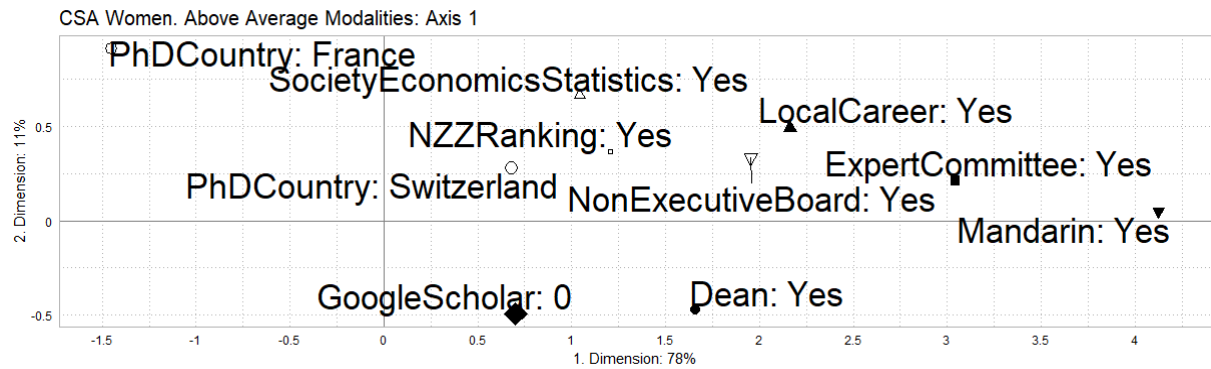 CSA Women. Above Average Modalities: Axis 1
PhDCountry: France
SocietyEconomicsStatistics: Yes
LocalCareer: Yes
NZZRanking: Yes
ExpertCommittee: Yes
PhDCountry: Switzerland
NonExecutiveBoard: Yes
Mandarin: Yes
GoogleScholar: 0
Dean: Yes
2. Dimension: 11%
0.5
0
-0.5
-1.5
-1
-0.5
0
0.5
1
1.5
2
2.5
3
3.5
4
1. Dimension: 78%